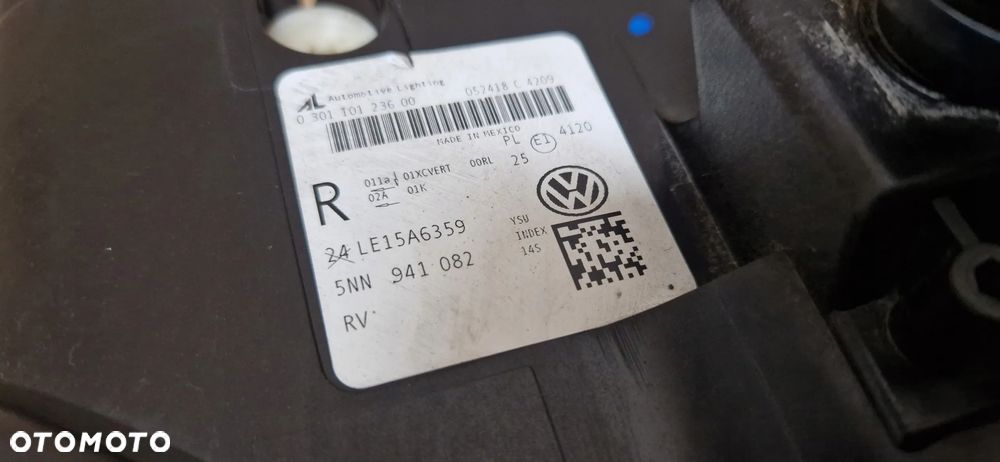 AL Automotive Lighting
0 301 101 236 00 052418 C 4209
MADE IN MEXICO
PL E1 4120
R 011a 01XCVERT 00RL 25
02A 01K
24 LE15A6359
YSU
INDEX
14S
5NN 941 082
RV
OTOMOTO